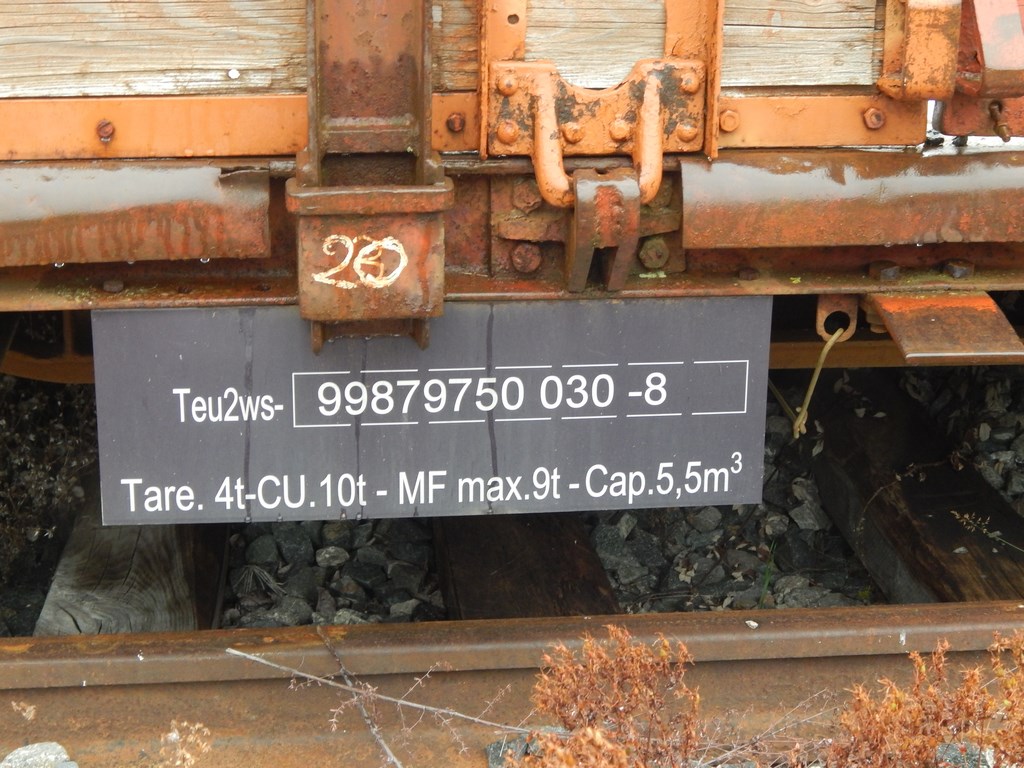 20
Teu2ws- 99879750 030 -8
Tare. 4t-CU.10t - MF max.9t - Cap.5,5m³